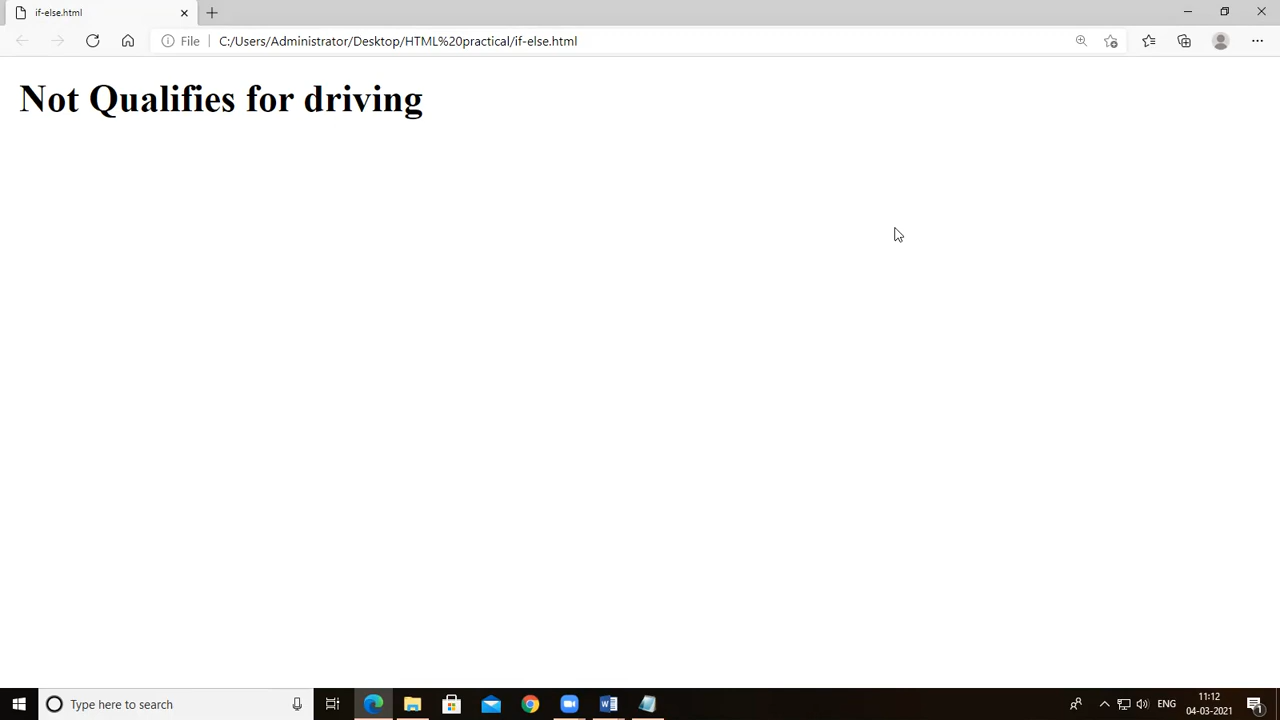 if-else.html
File
C:/Users/Administrator/Desktop/HTML%20practical/if-else.html
Not Qualifies for driving
Type here to search
ENG
11:12
04-03-2021
1